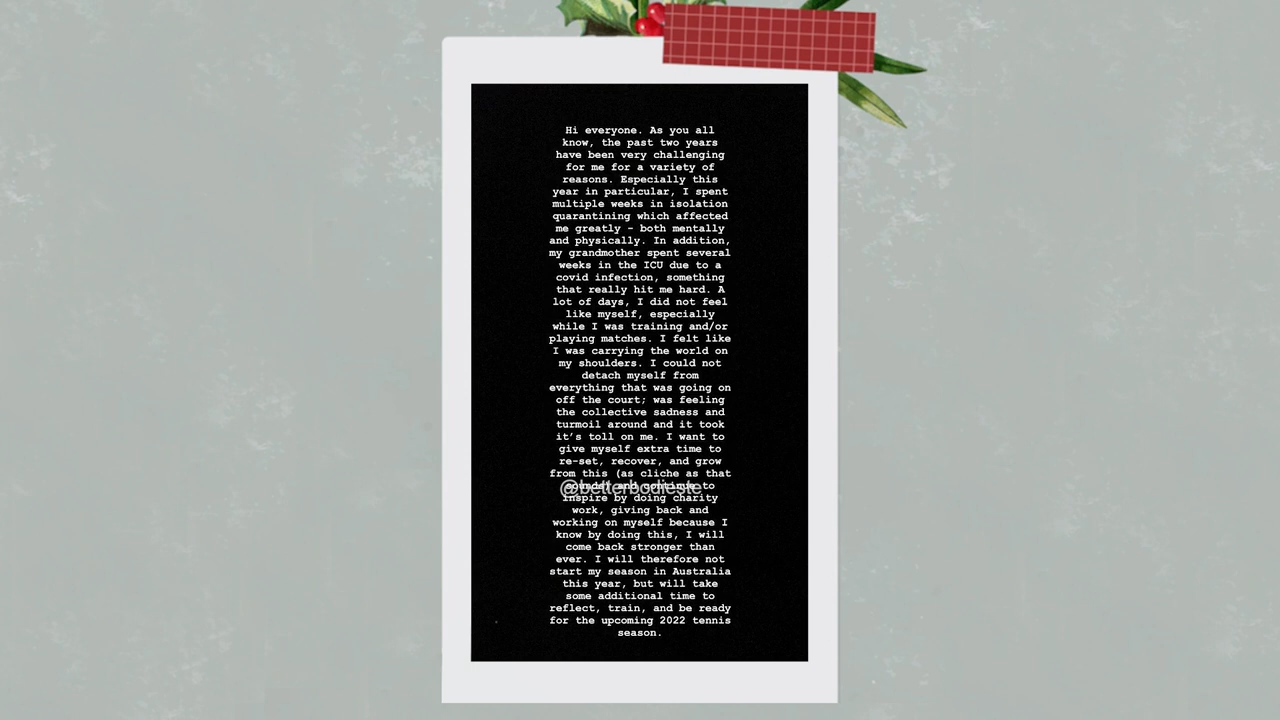 Hi everyone. As you all
know, the past two years
have been very challenging
for me for a variety of
reasons. Especially this
year in particular, I spent
multiple weeks in isolation
quarantining which affected
me greatly - both mentally
and physically. In addition,
my grandmother spent several
weeks in the ICU due to a
covid infection, something
that really hit me hard. A
lot of days, I did not feel
like myself, especially
while I was training and/or
playing matches. I felt like
I was carrying the world on
my shoulders. I could not
detach myself from
everything that was going on
off the court; was feeling
the collective sadness and
turmoil around and it took
it’s toll on me. I want to
give myself extra time to
re-set, recover, and grow
from this (as cliche as that
sounds) and continue to
@betterbodieste
inspire by doing charity
work, giving back and
working on myself because I
know by doing this, I will
come back stronger than
ever. I will therefore not
start my season in Australia
this year, but will take
some additional time to
reflect, train, and be ready
for the upcoming 2022 tennis
season.